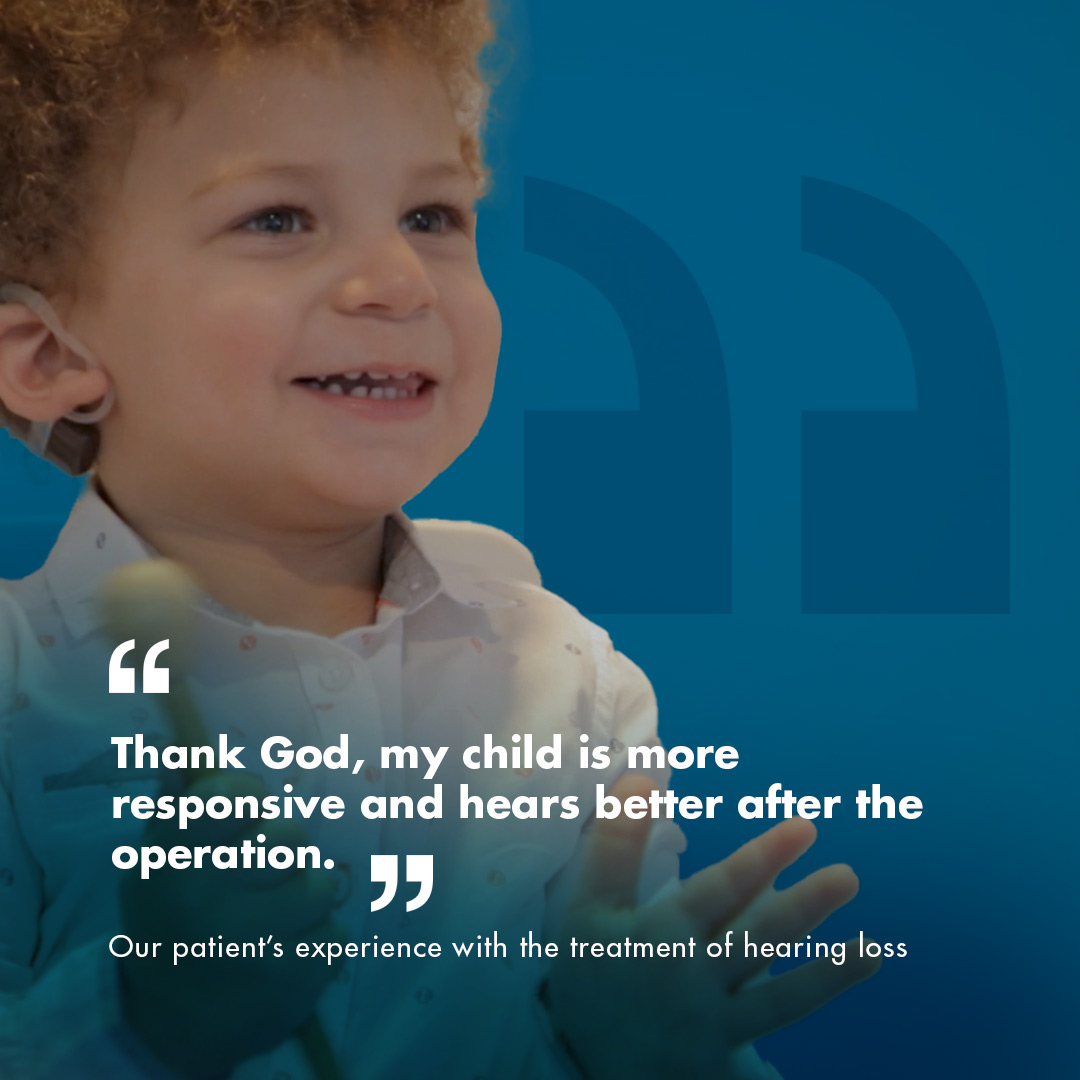 “
Thank God, my child is more
responsive and hears better after the
operation. ”
Our patient’s experience with the treatment of hearing loss